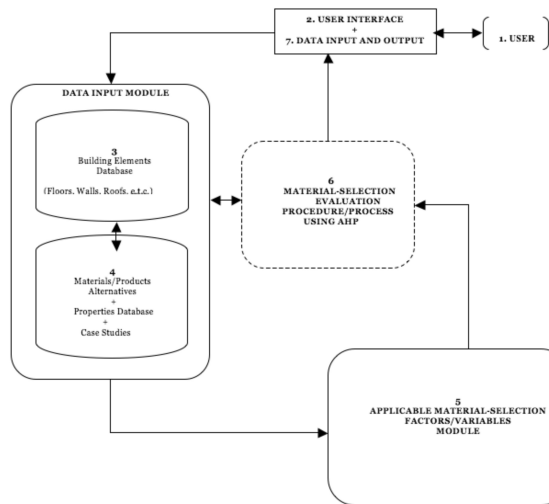 2. USER INTERFACE
+
7. DATA INPUT AND OUTPUT
1. USER
DATA INPUT MODULE
3
Building Elements
Database
(Floors. Walls. Roofs. e.t.c.)
4
Materials/Products
Alternatives
+
Properties Database
+
Case Studies
6
MATERIAL-SELECTION
EVALUATION
PROCEDURE/PROCESS
USING AHP
5
APPLICABLE MATERIAL-SELECTION
FACTORS/VARIABLES
MODULE